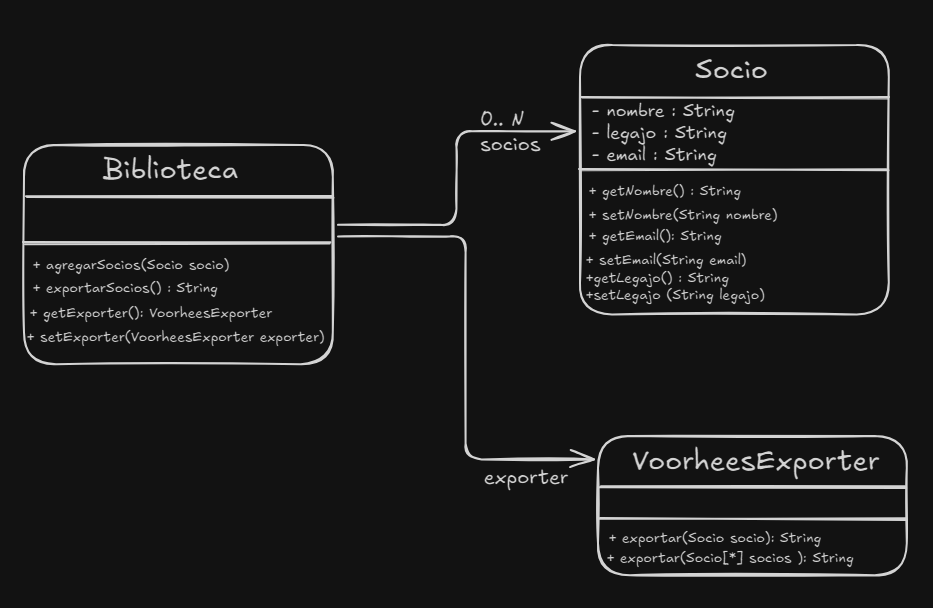 Biblioteca
+ agregarSocios(Socio socio)
+ exportarSocios() : String
+ getExporter(): VoorheesExporter
+ setExporter(VoorheesExporter exporter)
0.. N
socios
Socio
- nombre : String
- legajo : String
- email : String
+ getNombre() : String
+ setNombre(String nombre)
+ getEmail(): String
+ setEmail(String email)
+getLegajo() : String
+setLegajo (String legajo)
exporter
VoorheesExporter
+ exportar(Socio socio): String
+ exportar(Socio[*] socios ): String